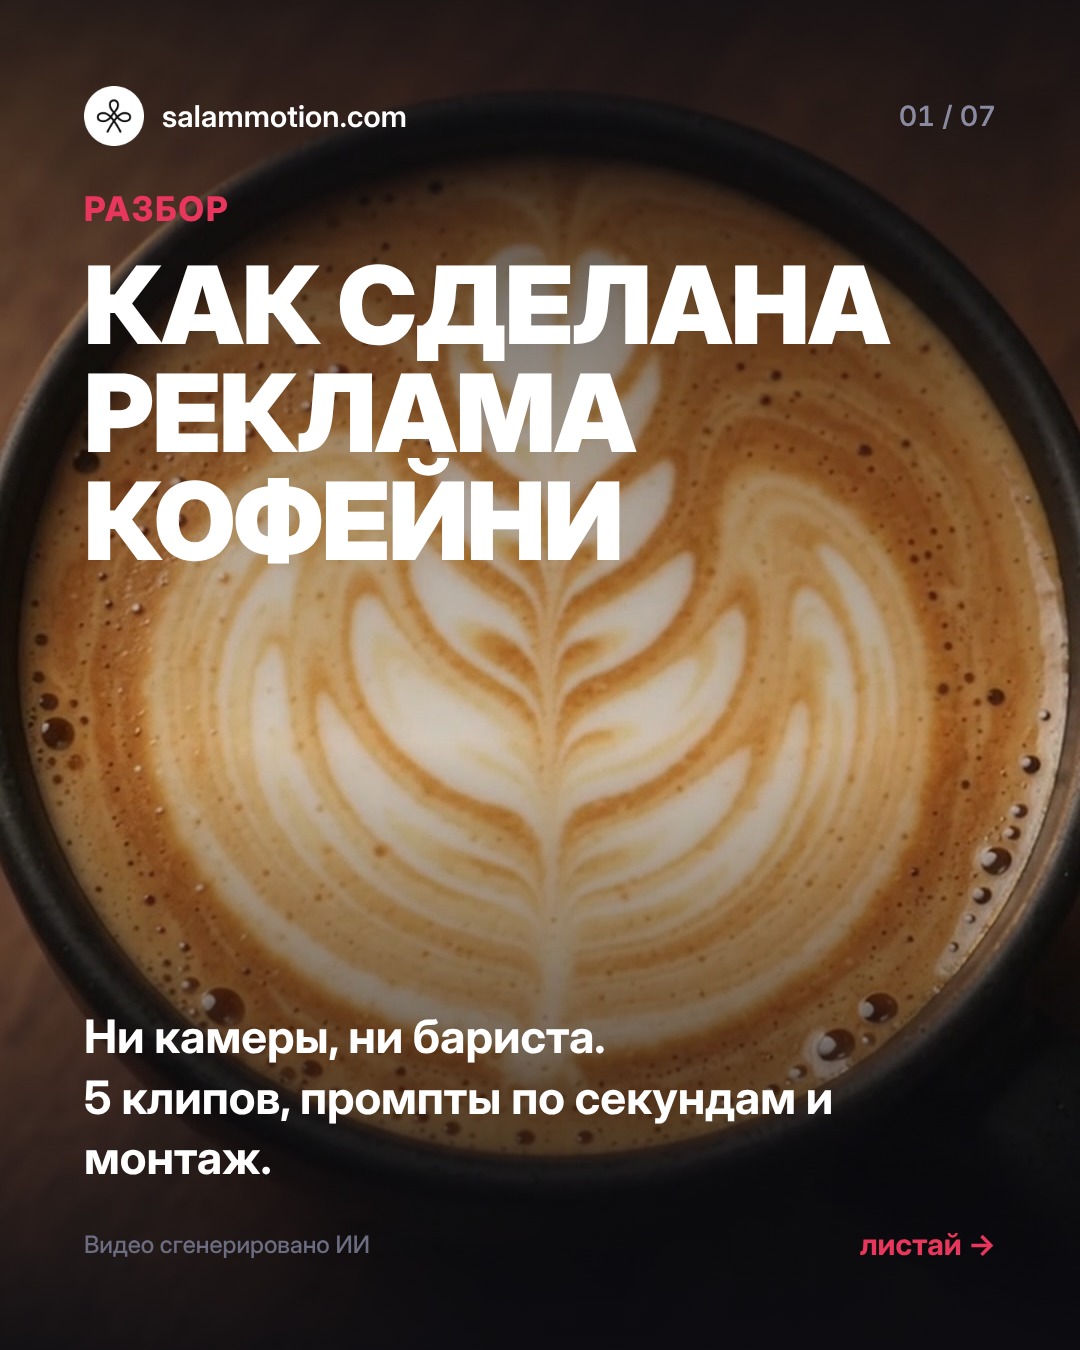 salammotion.com
01 / 07
РАЗБОР
КАК СДЕЛАНА
РЕКЛАМА
КОФЕЙНИ
Ни камеры, ни бариста.
5 клипов, промпты по секундам и
монтаж.
Видео сгенерировано ИИ
листай →